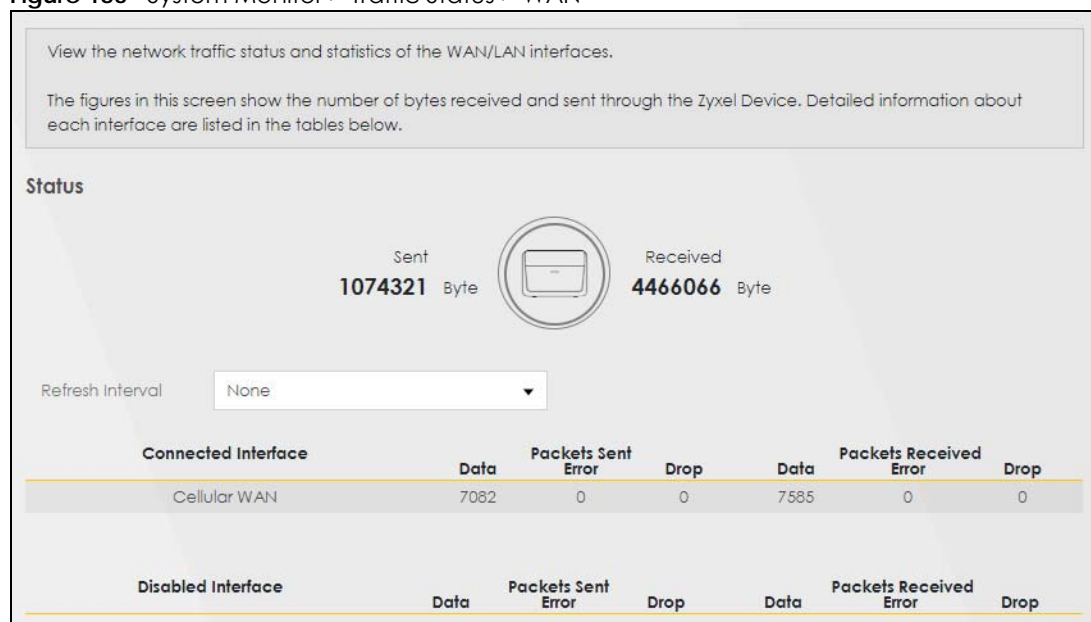 View the network traffic status and statistics of the WAN/LAN interfaces.
The figures in this screen show the number of bytes received and sent through the Zyxel Device. Detailed information about
each interface are listed in the tables below.
Status
Sent
1074321 Byte
Received
4466066 Byte
Refresh Interval None
Connected Interface Packets Sent Packets Received
Data Error Drop Data Error Drop
Cellular WAN 7082 0 0 7585 0 0
Disabled Interface Packets Sent Packets Received
Data Error Drop Data Error Drop